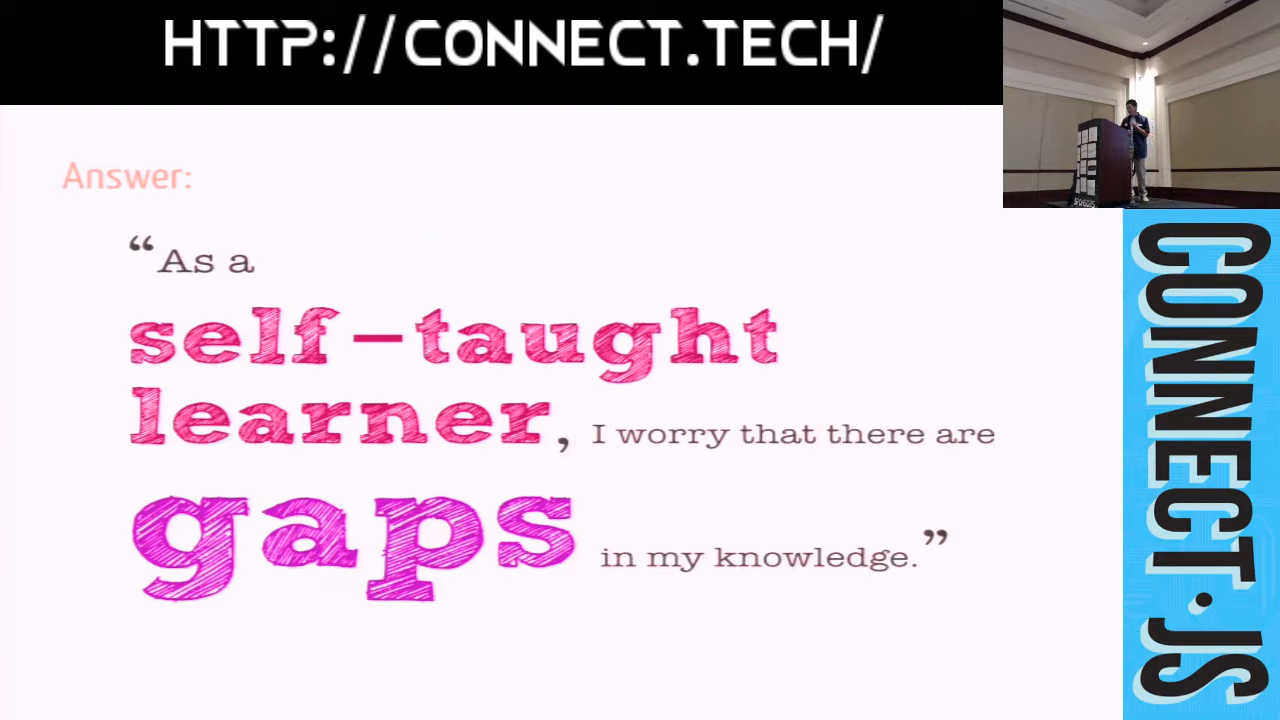 HTTP://CONNECT.TECH/
Answer:
“As a
self-taught
learner, I worry that there are
gaps in my knowledge.”
CONNECT.JS